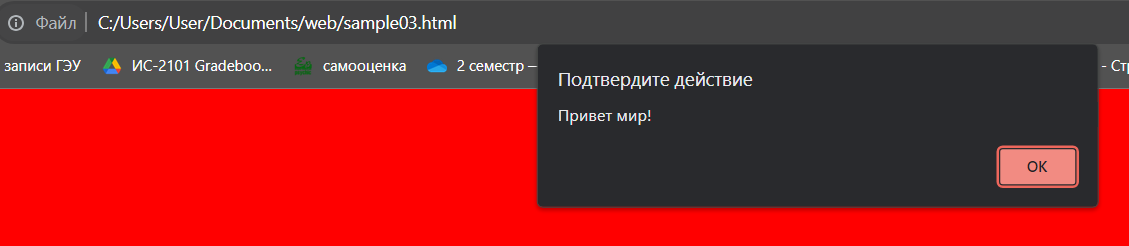 Файл C:/Users/User/Documents/web/sample03.html
записи ГЭУ ИС-2101 Gradeboo... самооценка 2 семестр – - Стр
Подтвердите действие
Привет мир!
ОК